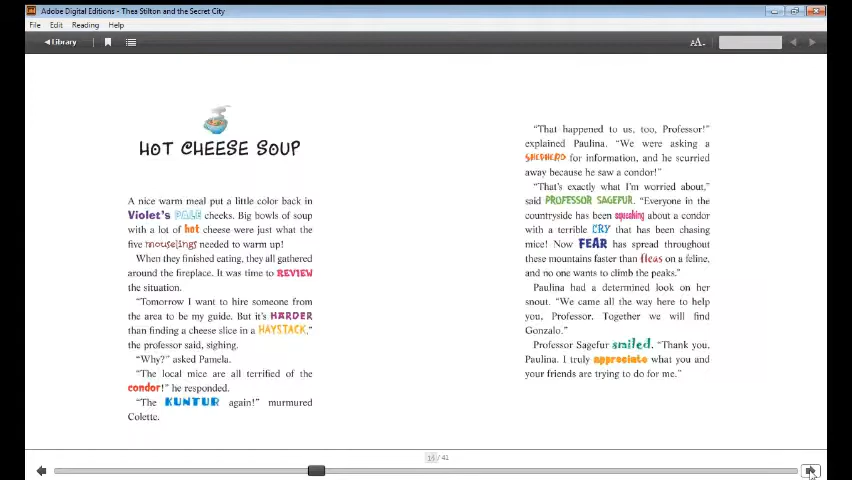 Adobe Digital Editions - Thea Stilton and the Secret City
File Edit Reading Help
Library
AA
HOT CHEESE SOUP
A nice warm meal put a little color back in
Violet's PALE cheeks. Big bowls of soup
with a lot of hot cheese were just what the
five mouselings needed to warm up!
When they finished eating, they all gathered
around the fireplace. It was time to REVIEW
the situation.
"Tomorrow I want to hire someone from
the area to be my guide. But it's HARDER
than finding a cheese slice in a HAYSTACK,"
the professor said, sighing.
"Why?" asked Pamela.
"The local mice are all terrified of the
condor!" he responded.
"The KUNTUR again!" murmured
Colette.
"That happened to us, too, Professor!"
explained Paulina. "We were asking a
SHEPHERD for information, and he scurried
away because he saw a condor!"
"That's exactly what I'm worried about,"
said PROFESSOR SAGEFUR. "Everyone in the
countryside has been squeaking about a condor
with a terrible CRY that has been chasing
mice! Now FEAR has spread throughout
these mountains faster than fleas on a feline,
and no one wants to climb the peaks."
Paulina had a determined look on her
snout. "We came all the way here to help
you, Professor. Together we will find
Gonzalo."
Professor Sagefur smiled. "Thank you,
Paulina. I truly appreciate what you and
your friends are trying to do for me."
/ 41